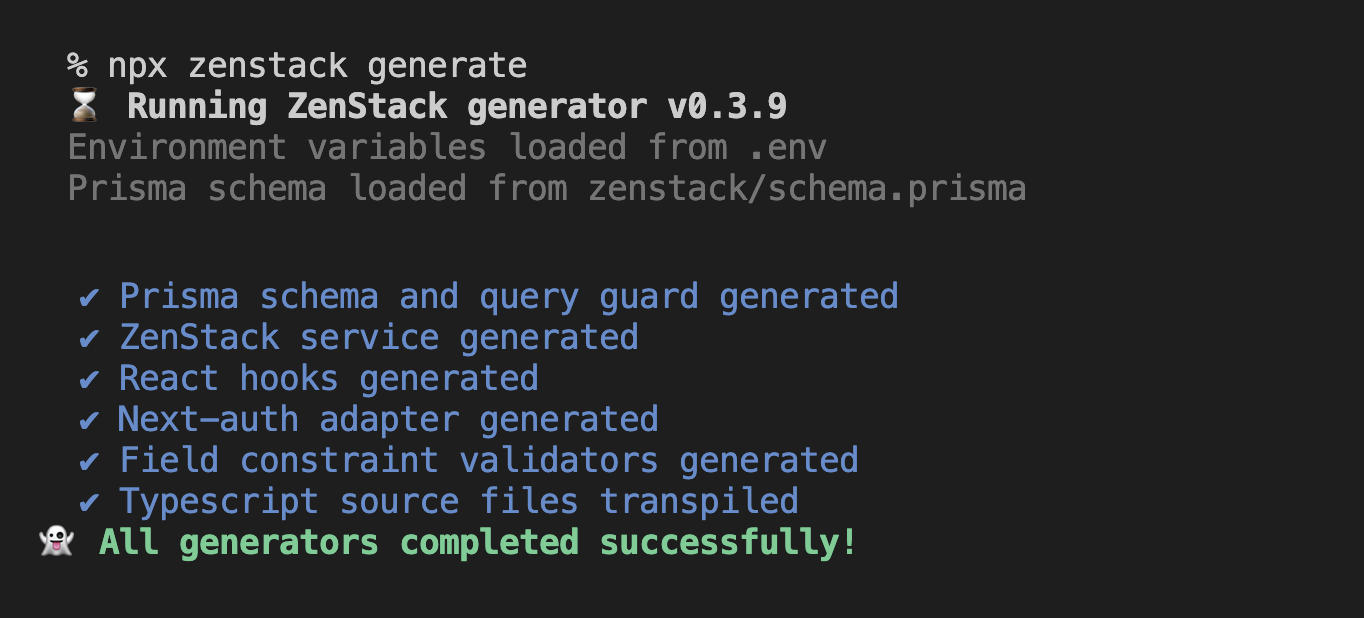 % npx zenstack generate
⌛ Running ZenStack generator v0.3.9
Environment variables loaded from .env
Prisma schema loaded from zenstack/schema.prisma
✔ Prisma schema and query guard generated
✔ ZenStack service generated
✔ React hooks generated
✔ Next-auth adapter generated
✔ Field constraint validators generated
✔ Typescript source files transpiled
👻 All generators completed successfully!